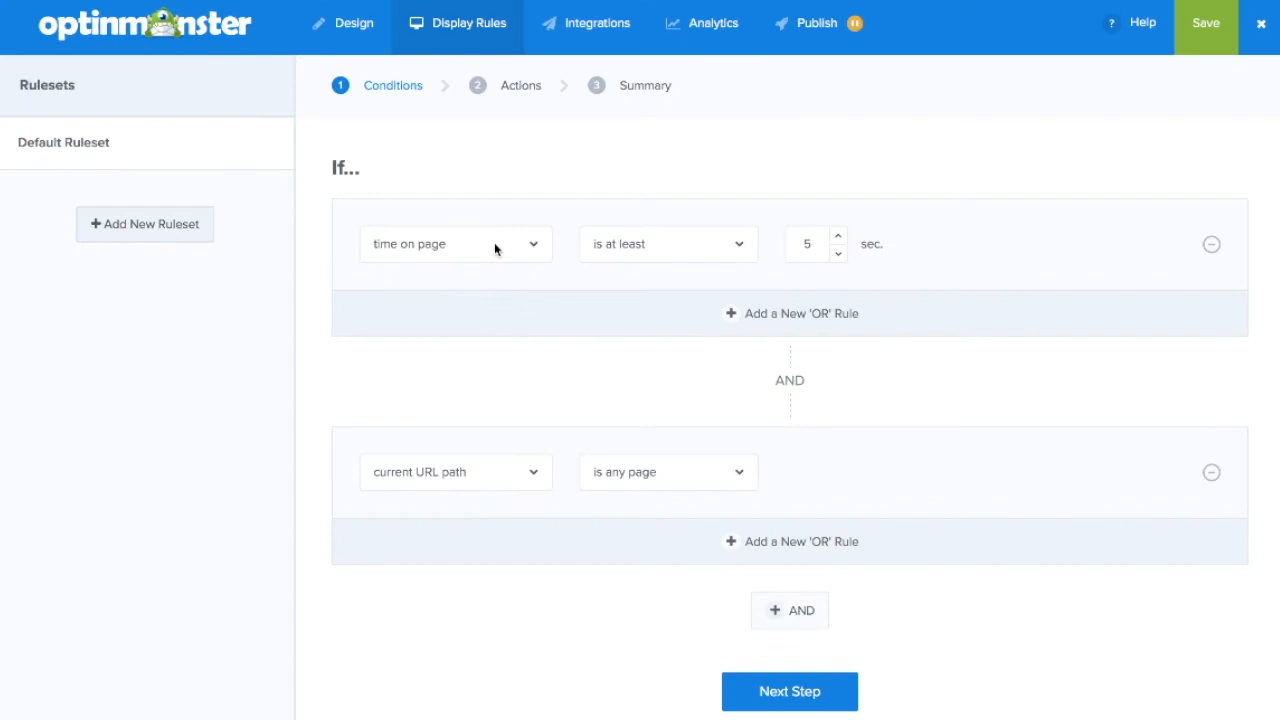 optinmonster
Design
Display Rules
Integrations
Analytics
Publish
? Help
Save
Rulesets
1 Conditions
2 Actions
3 Summary
Default Ruleset
+ Add New Ruleset
If...
time on page
is at least
5
sec.
+ Add a New 'OR' Rule
AND
current URL path
is any page
+ Add a New 'OR' Rule
+ AND
Next Step